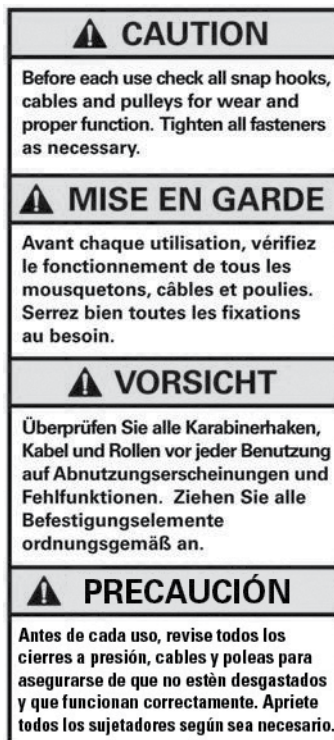 CAUTION
Before each use check all snap hooks,
cables and pulleys for wear and
proper function. Tighten all fasteners
as necessary.
MISE EN GARDE
Avant chaque utilisation, vérifiez
le fonctionnement de tous les
mousquetons, câbles et poulies.
Serrez bien toutes les fixations
au besoin.
VORSICHT
Überprüfen Sie alle Karabinerhaken,
Kabel und Rollen vor jeder Benutzung
auf Abnutzungserscheinungen und
Fehlfunktionen. Ziehen Sie alle
Befestigungselemente
ordnungsgemäß an.
PRECAUCIÓN
Antes de cada uso, revise todos los
cierres a presión, cables y poleas para
asegurarse de que no estèn desgastados
y que funcionan correctamente. Apriete
todos los sujetadores según sea necesario.